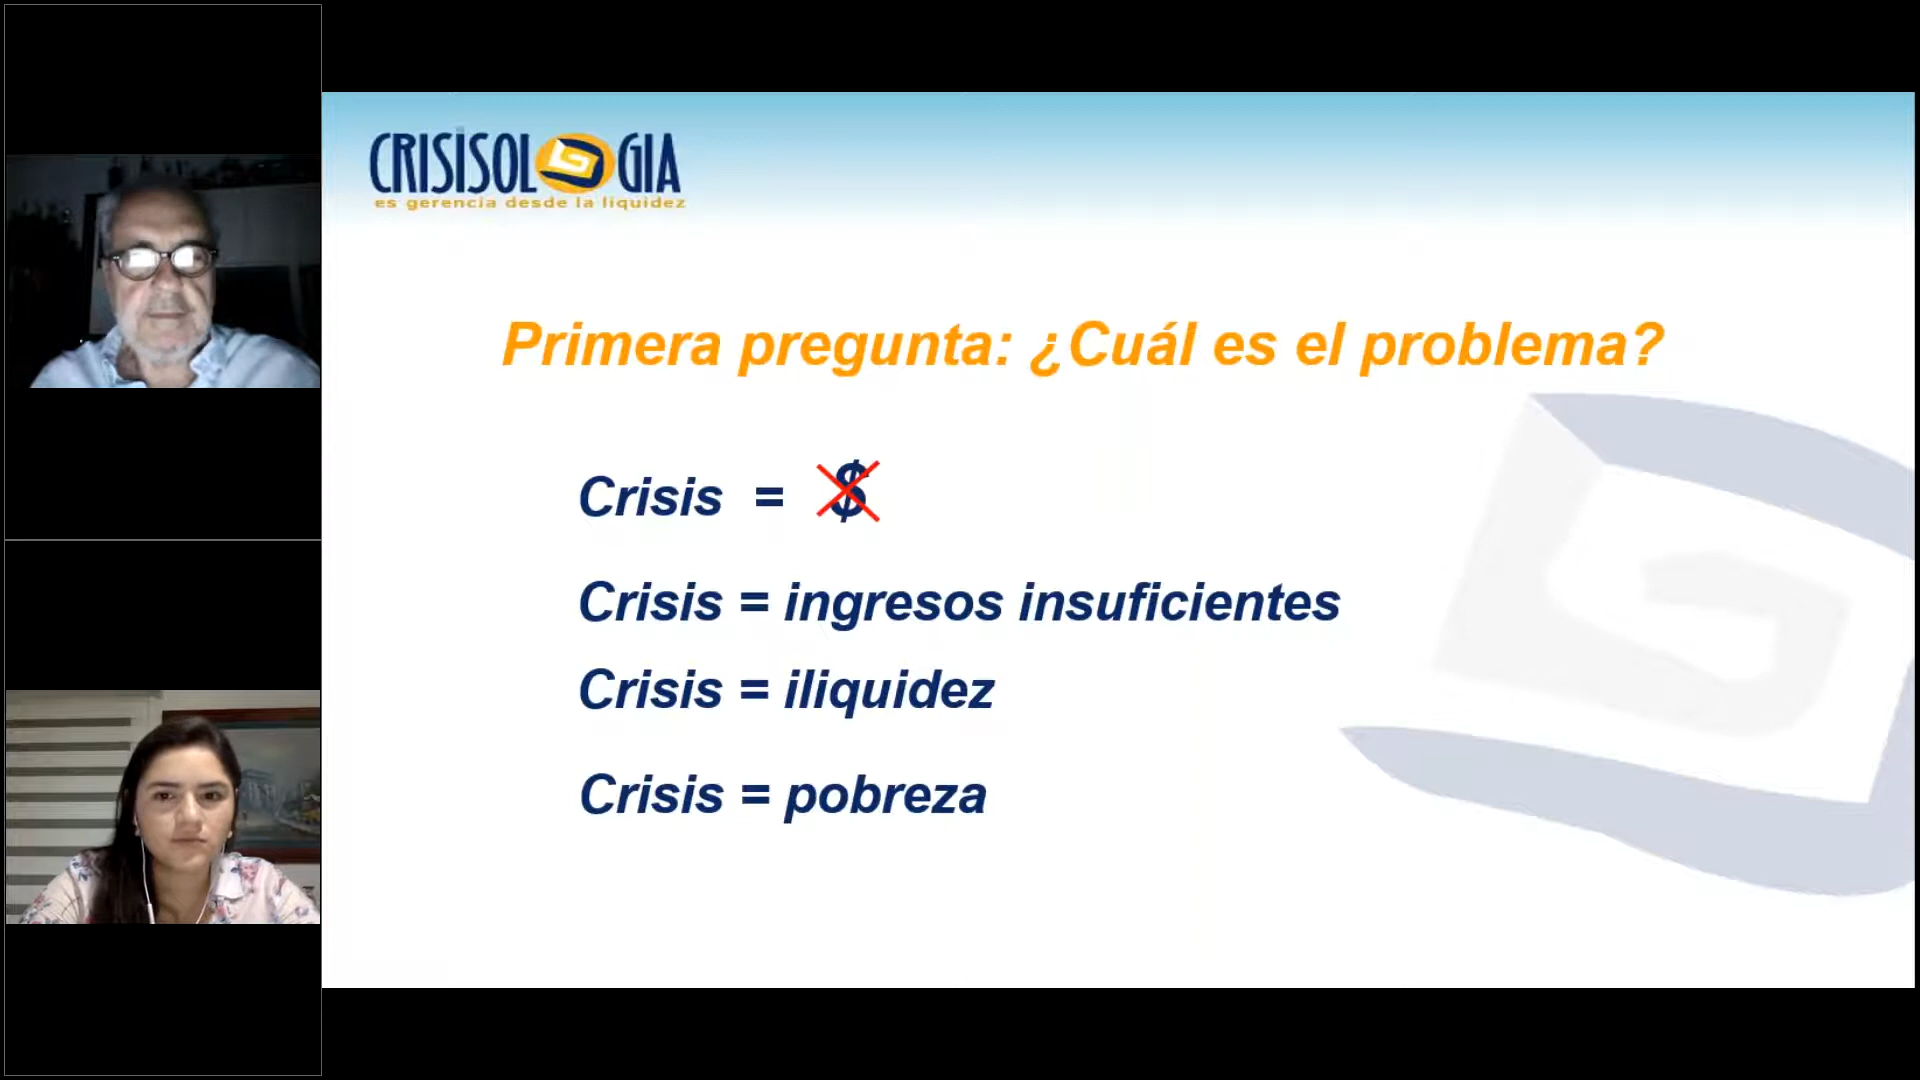 CRISISOLOGIA
es gerencia desde la liquidez
Primera pregunta: ¿Cuál es el problema?
Crisis = $
Crisis = ingresos insuficientes
Crisis = iliquidez
Crisis = pobreza